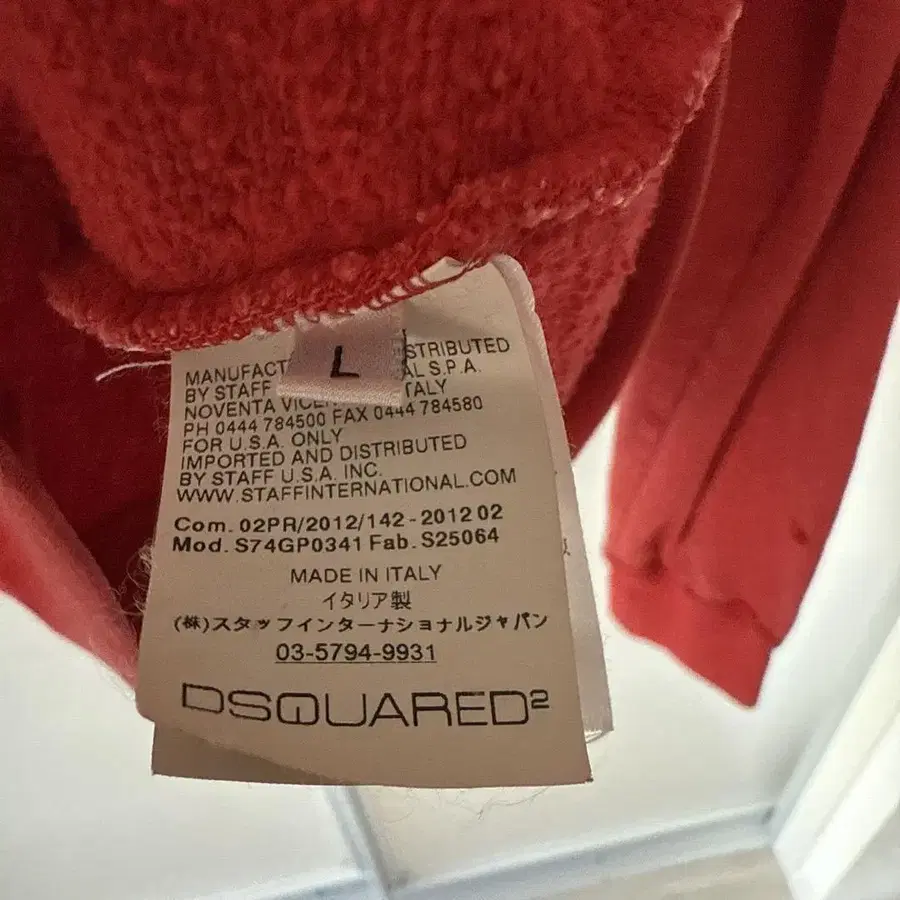 L
MANUFACT STRIBUTED
BY STAFF AL S.P.A.
NOVENTA TALY
PH 0444 784500 FAX 0444 784580
FOR U.S.A. ONLY
IMPORTED AND DISTRIBUTED
BY STAFF U.S.A. INC.
WWW.STAFFINTERNATIONAL.COM
Com. 02PR/2012/142 - 2012 02
Mod. S74GP0341 Fab. S25064
MADE IN ITALY
イタリア製
(株)スタッフインターナショナルジャパン
03-5794-9931
DSQUARED²